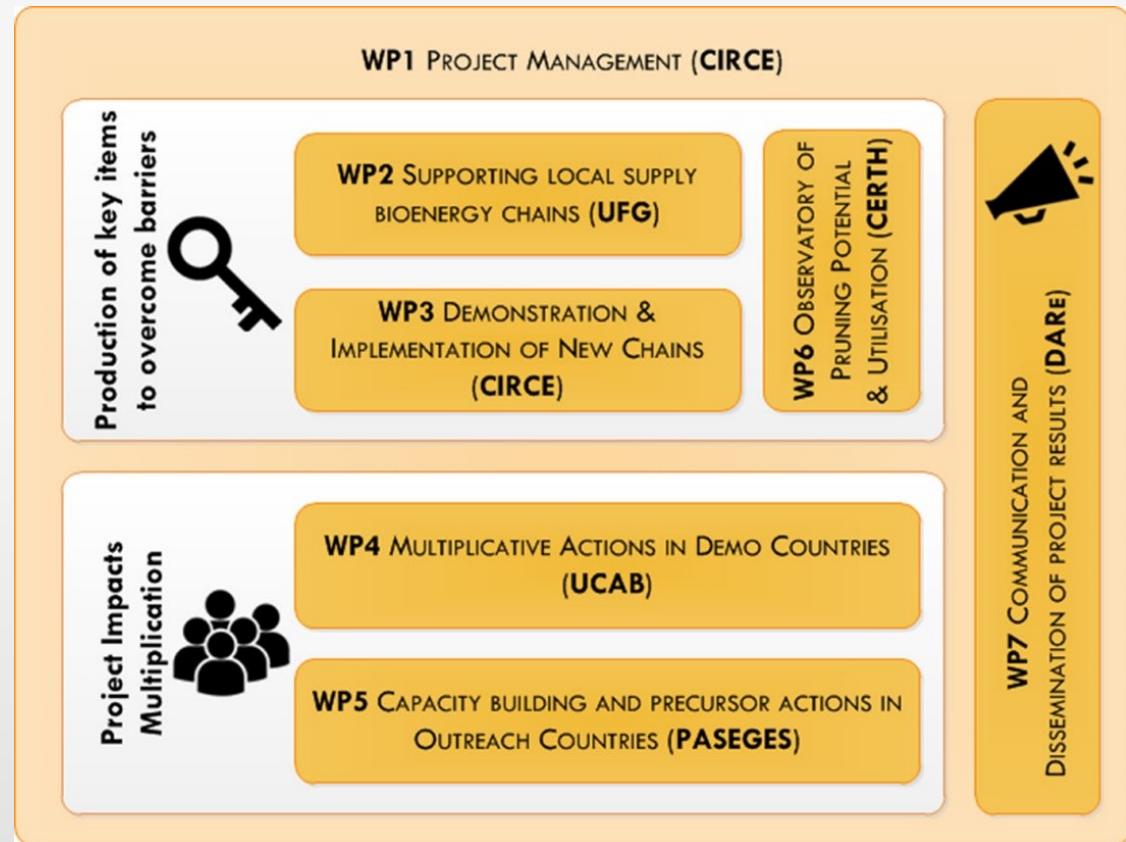 WP1 PROJECT MANAGEMENT (CIRCE)
Production of key items
to overcome barriers
WP2 SUPPORTING LOCAL SUPPLY
BIOENERGY CHAINS (UFG)
WP3 DEMONSTRATION &
IMPLEMENTATION OF NEW CHAINS
(CIRCE)
WP6 OBSERVATORY OF
PRUNING POTENTIAL
& UTILISATION (CERTH)
Project Impacts
Multiplication
WP4 MULTIPLICATIVE ACTIONS IN DEMO COUNTRIES
(UCAB)
WP5 CAPACITY BUILDING AND PRECURSOR ACTIONS IN
OUTREACH COUNTRIES (PASEGES)
WP7 COMMUNICATION AND
DISSEMINATION OF PROJECT RESULTS (DARE)